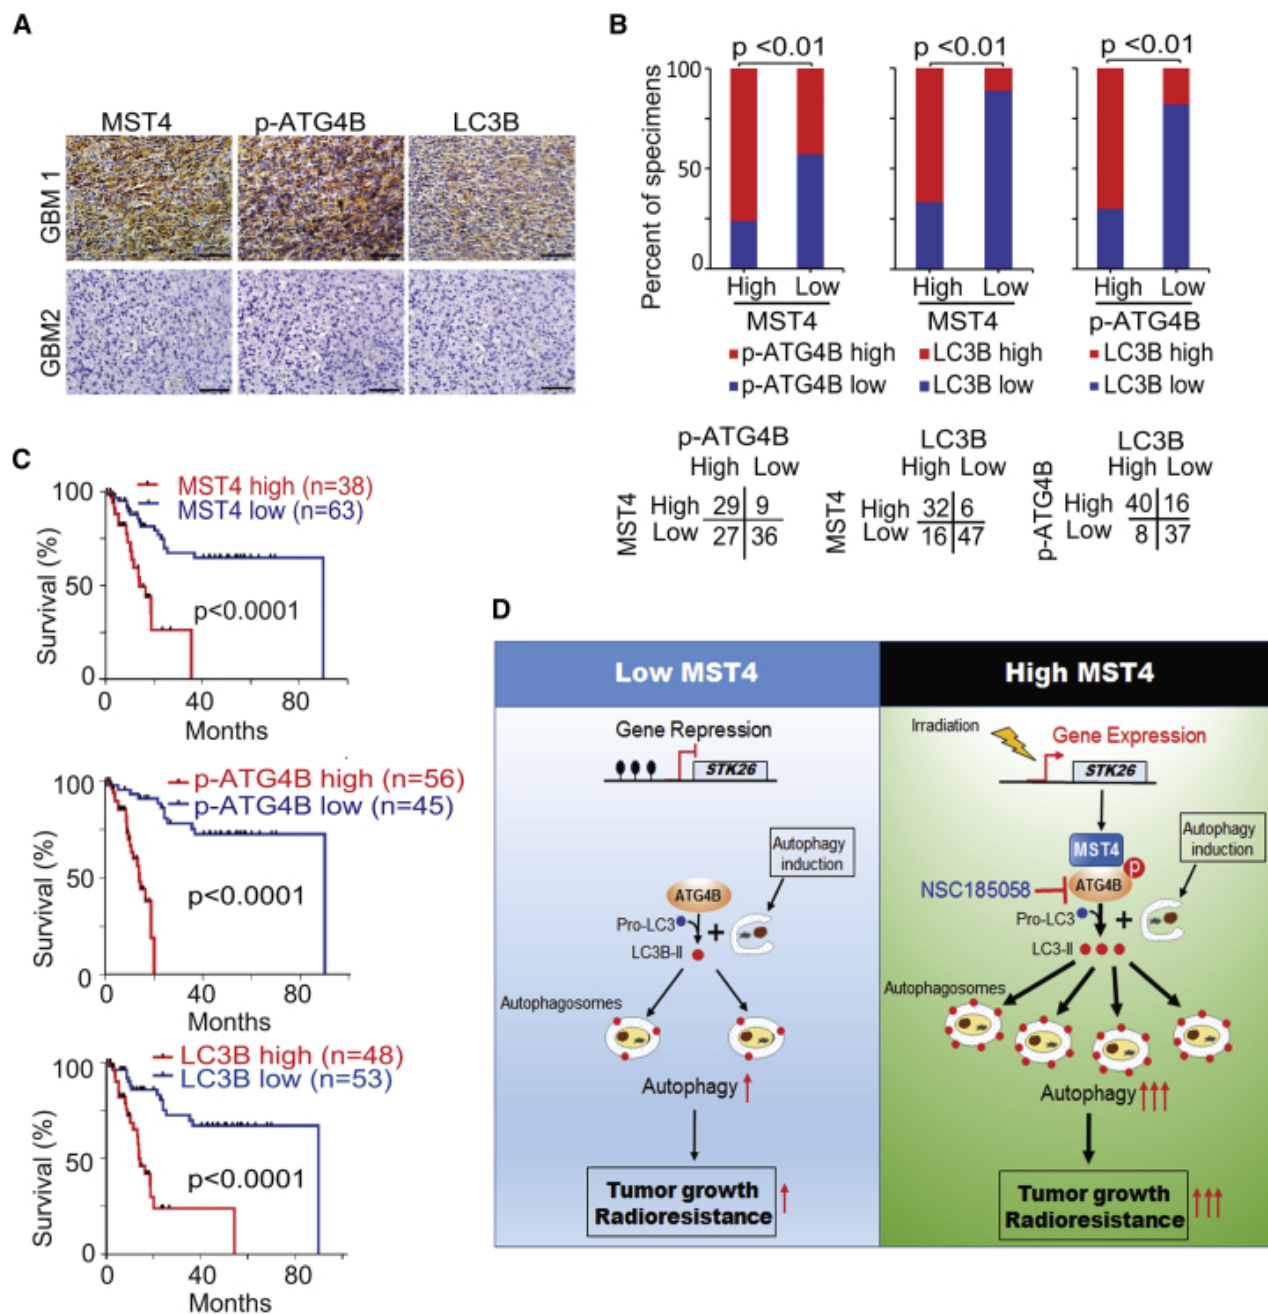 A
MST4 p-ATG4B LC3B
GBM 1
GBM2
B
p <0.01 p <0.01 p <0.01
Percent of specimens
100
50
0
High Low High Low High Low
MST4 MST4 p-ATG4B
p-ATG4B high LC3B high LC3B high
p-ATG4B low LC3B low LC3B low
p-ATG4B LC3B LC3B
High Low High Low High Low
MST4 High 29 9
Low 27 36
MST4 High 32 6
Low 16 47
p-ATG4B High 40 16
Low 8 37
C
MST4 high (n=38)
MST4 low (n=63)
Survival (%)
100
50
0
p<0.0001
0 40 80
Months
p-ATG4B high (n=56)
p-ATG4B low (n=45)
Survival (%)
100
50
0
p<0.0001
0 40 80
Months
LC3B high (n=48)
LC3B low (n=53)
Survival (%)
100
50
0
p<0.0001
0 40 80
Months
D
Low MST4
Gene Repression
STK26
Autophagy
induction
ATG4B
Pro-LC3
+
LC3B-II
Autophagosomes
Autophagy
Tumor growth
Radioresistance
High MST4
Irradiation
Gene Expression
STK26
MST4
P
ATG4B
Autophagy
induction
NSC185058
Pro-LC3
+
LC3-II
Autophagosomes
Autophagy
Tumor growth
Radioresistance